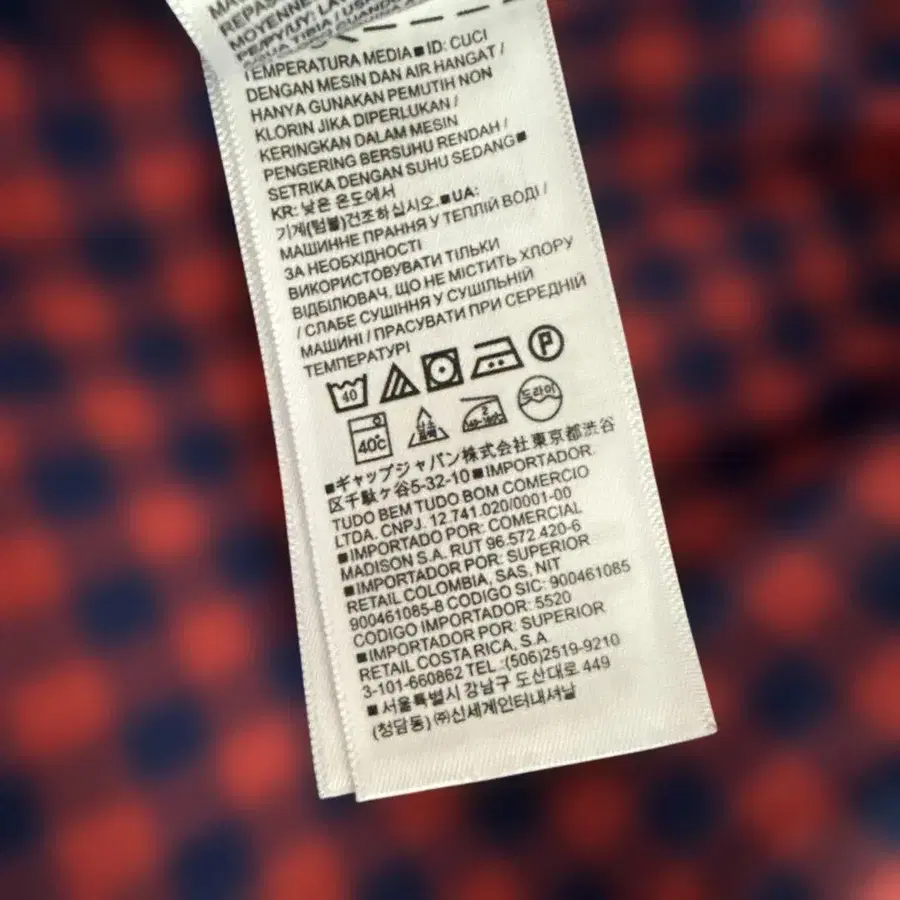 MOYENNE
TEMPERATURA MEDIA■ ID: CUCI
DENGAN MESIN DAN AIR HANGAT /
HANYA GUNAKAN PEMUTIH NON
KLORIN JIKA DIPERLUKAN /
KERINGKAN DALAM MESIN
PENGERING BERSUHU RENDAH /
SETRIKA DENGAN SUHU SEDANG■
KR: 낮은 온도에서
기계(텀블)건조하십시오.■UA:
МАШИННЕ ПРАННЯ У ТЕПЛІЙ ВОДІ /
ЗА НЕОБХІДНОСТІ
ВИКОРИСТОВУВАТИ ТІЛЬКИ
ВІДБІЛЮВАЧ, ЩО НЕ МІСТИТЬ ХЛОРУ
/ СЛАБЕ СУШІННЯ У СУШІЛЬНІЙ
МАШИНІ / ПРАСУВАТИ ПРИ СЕРЕДНІЙ
ТЕМПЕРАТУРІ
40 P
40℃ 2 드라이
■ギャップジャパン株式会社東京都渋谷
区千駄ヶ谷5-32-10■IMPORTADOR:
TUDO BEM TUDO BOM COMERCIO
LTDA. CNPJ. 12.741.020/0001-00
■IMPORTADO POR: COMERCIAL
MADISON S.A. RUT 96.572.420-6
■IMPORTADOR POR: SUPERIOR
RETAIL COLOMBIA, SAS, NIT
900461085-8 CODIGO SIC: 900461085
CODIGO IMPORTADOR: 5520
■IMPORTADOR POR: SUPERIOR
RETAIL COSTA RICA, S.A.
3-101-660862 TEL :(506)2519-9210
■서울특별시 강남구 도산대로 449
(청담동) ㈜신세계인터내셔날